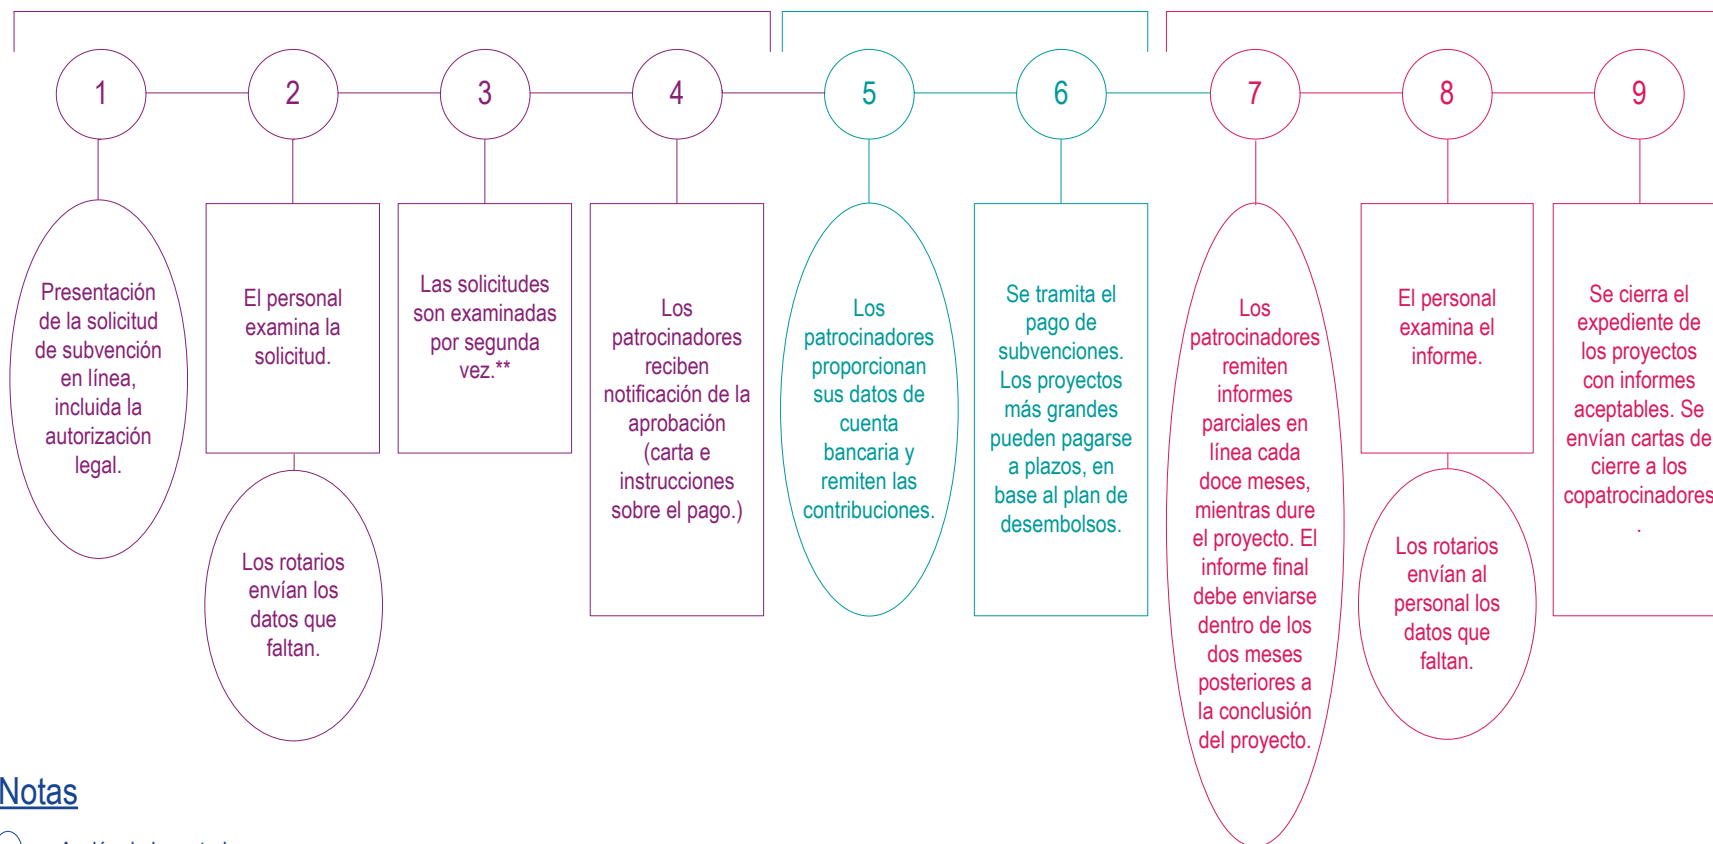 1
2
3
4
5
6
7
8
9
Presentación
de la solicitud
de subvención
en línea,
incluida la
autorización
legal.
El personal
examina la
solicitud.
Los rotarios
envían los
datos que
faltan.
Las solicitudes
son examinadas
por segunda
vez.**
Los
patrocinadores
reciben
notificación de la
aprobación
(carta e
instrucciones
sobre el pago.)
Los
patrocinadores
proporcionan
sus datos de
cuenta
bancaria y
remiten las
contribuciones.
Se tramita el
pago de
subvenciones.
Los proyectos
más grandes
pueden pagarse
a plazos, en
base al plan de
desembolsos.
Los
patrocinadores
remiten
informes
parciales en
línea cada
doce meses,
mientras dure
el proyecto. El
informe final
debe enviarse
dentro de los
dos meses
posteriores a
la conclusión
del proyecto.
El personal
examina el
informe.
Los rotarios
envían al
personal los
datos que
faltan.
Se cierra el
expediente de
los proyectos
con informes
aceptables. Se
envían cartas de
cierre a los
copatrocinadores
.
Notas